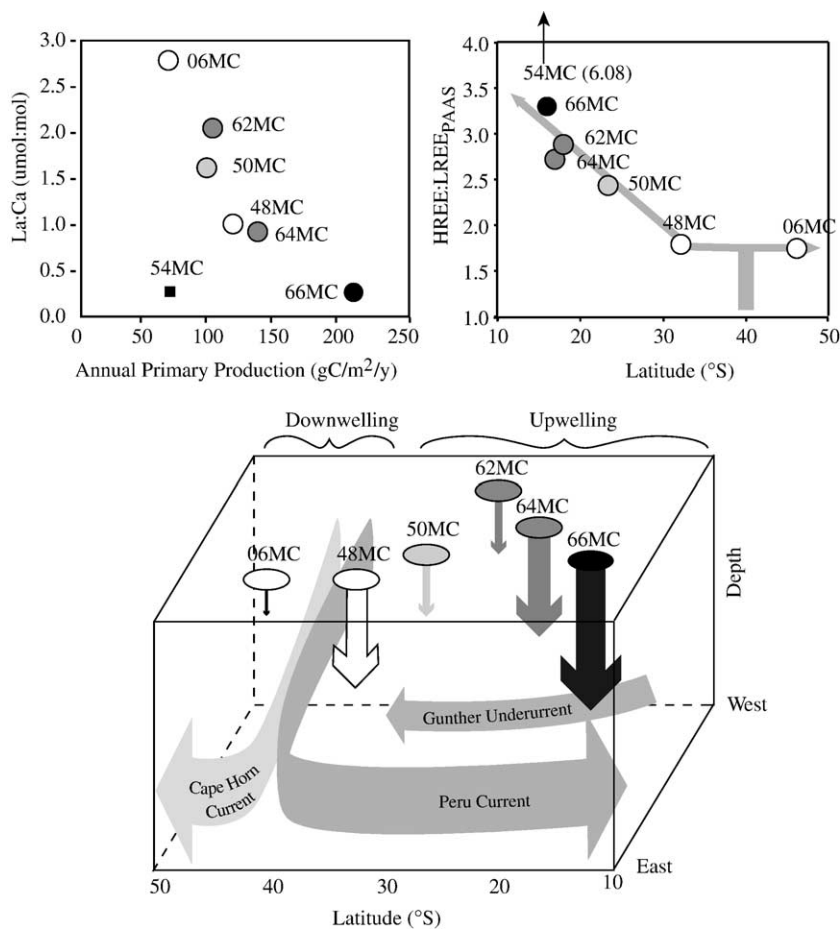 3.0
2.5
2.0
1.5
1.0
0.5
0.0
La:Ca (umol:mol)
06MC
62MC
50MC
48MC
64MC
54MC
66MC
0
50
100
150
200
250
Annual Primary Production (gC/m²/y)
4.0
3.5
3.0
2.5
2.0
1.5
1.0
HREE:LREE PAAS
54MC (6.08)
66MC
62MC
64MC
50MC
48MC
06MC
10
20
30
40
50
Latitude (°S)
Downwelling
Upwelling
62MC
64MC
50MC
66MC
06MC
48MC
Depth
West
Gunther Underurrent
Cape Horn
Current
Peru Current
East
50
40
30
20
10
Latitude (°S)